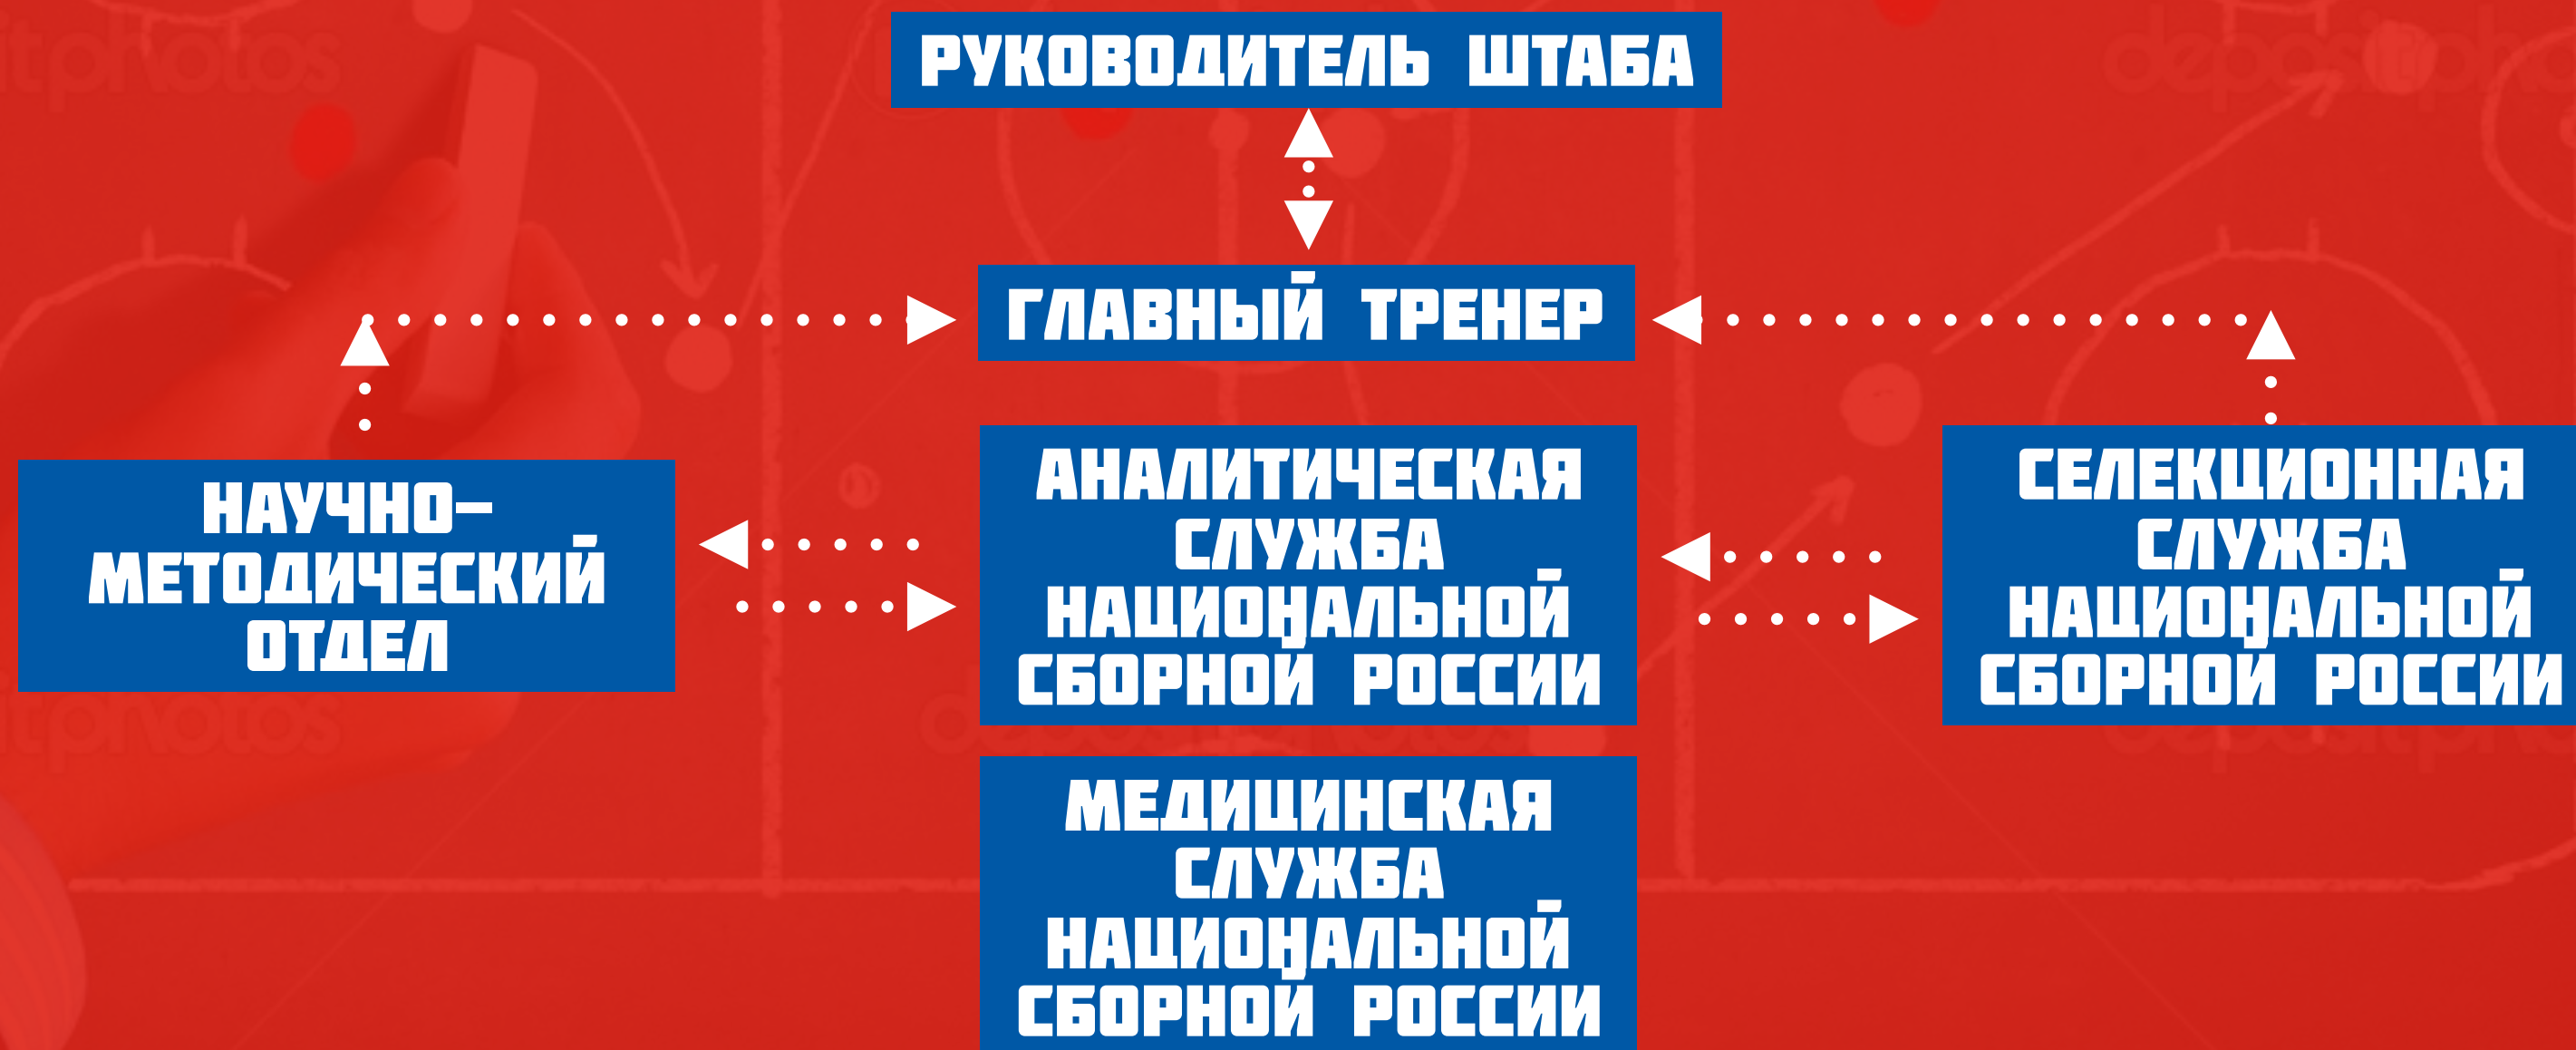 РУКОВОДИТЕЛЬ ШТАБА
ГЛАВНЫЙ ТРЕНЕР
НАУЧНО-
МЕТОДИЧЕСКИЙ
ОТДЕЛ
АНАЛИТИЧЕСКАЯ
СЛУЖБА
НАЦИОНАЛЬНОЙ
СБОРНОЙ РОССИИ
СЕЛЕКЦИОННАЯ
СЛУЖБА
НАЦИОНАЛЬНОЙ
СБОРНОЙ РОССИИ
МЕДИЦИНСКАЯ
СЛУЖБА
НАЦИОНАЛЬНОЙ
СБОРНОЙ РОССИИ